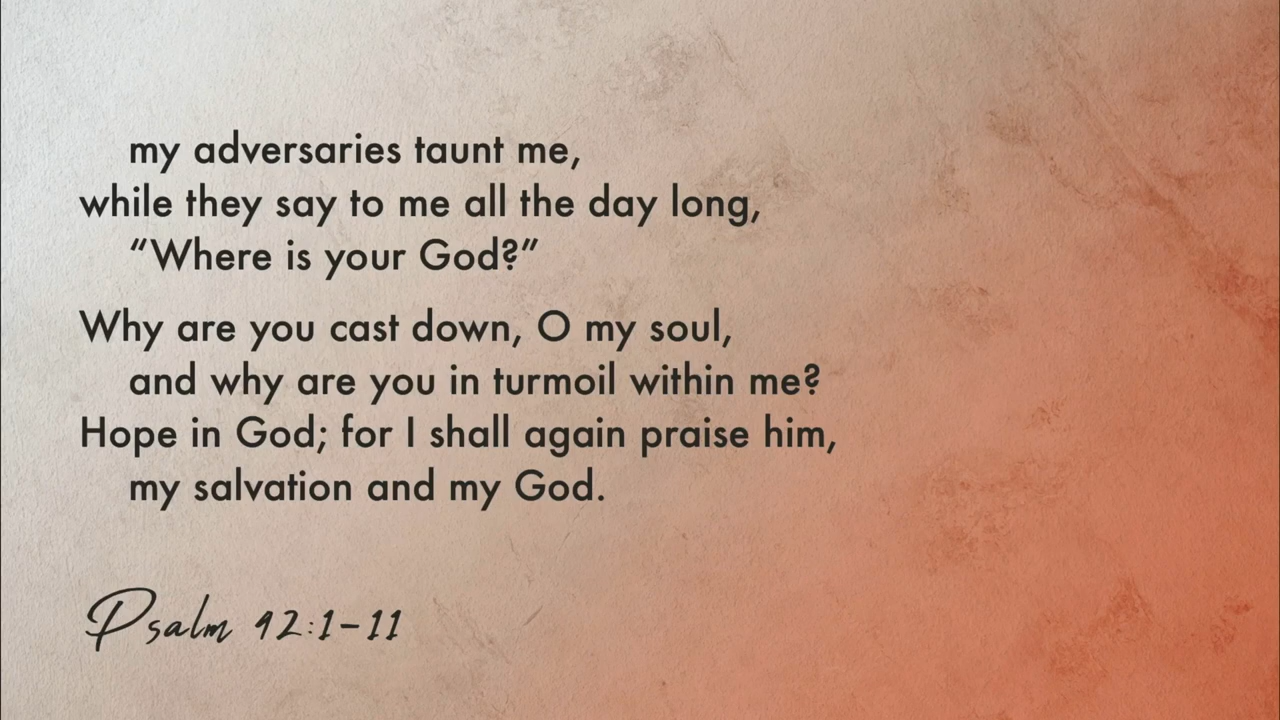 my adversaries taunt me,
while they say to me all the day long,
“Where is your God?”
Why are you cast down, O my soul,
and why are you in turmoil within me?
Hope in God; for I shall again praise him,
my salvation and my God.
Psalm 42:1-11